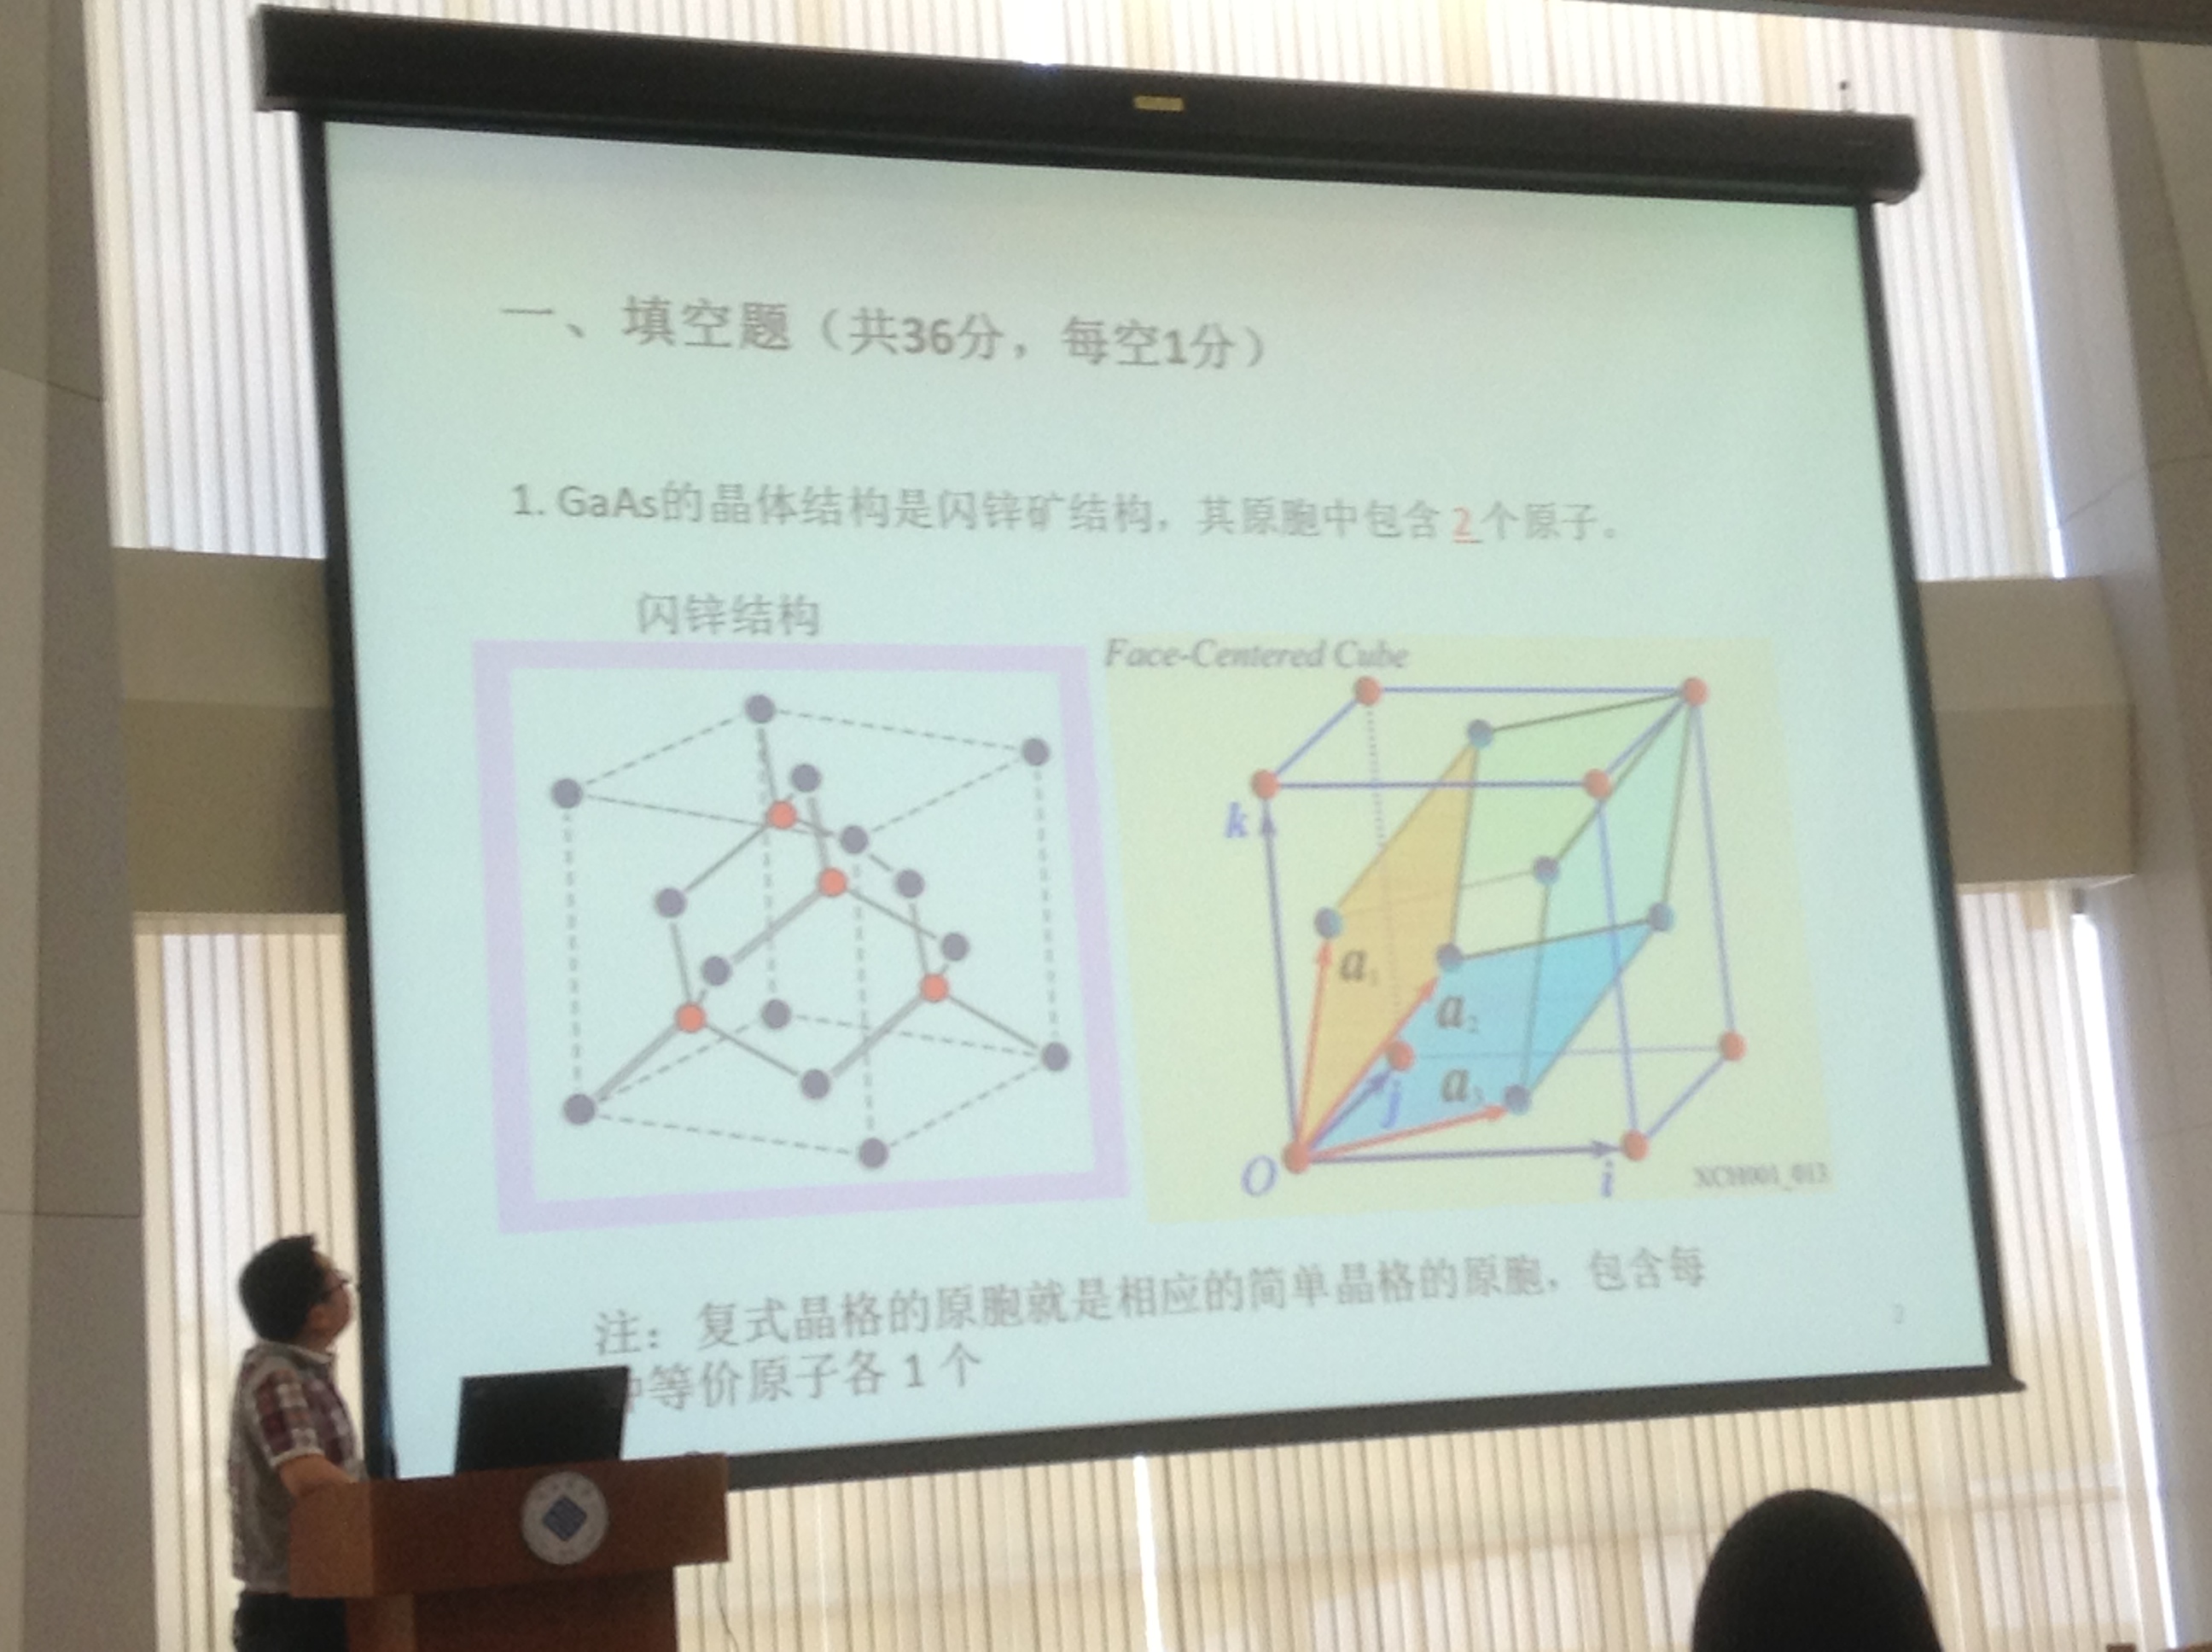 一、填空题（共36分，每空1分）
1. GaAs的晶体结构是闪锌矿结构，其原胞中包含 2 个原子。
闪锌结构
Face-Centered Cube
k
a1
a2
j
a3
O
i
XCH001_013
注： 复式晶格的原胞就是相应的简单晶格的原胞，包含每
种等价原子各 1 个
2